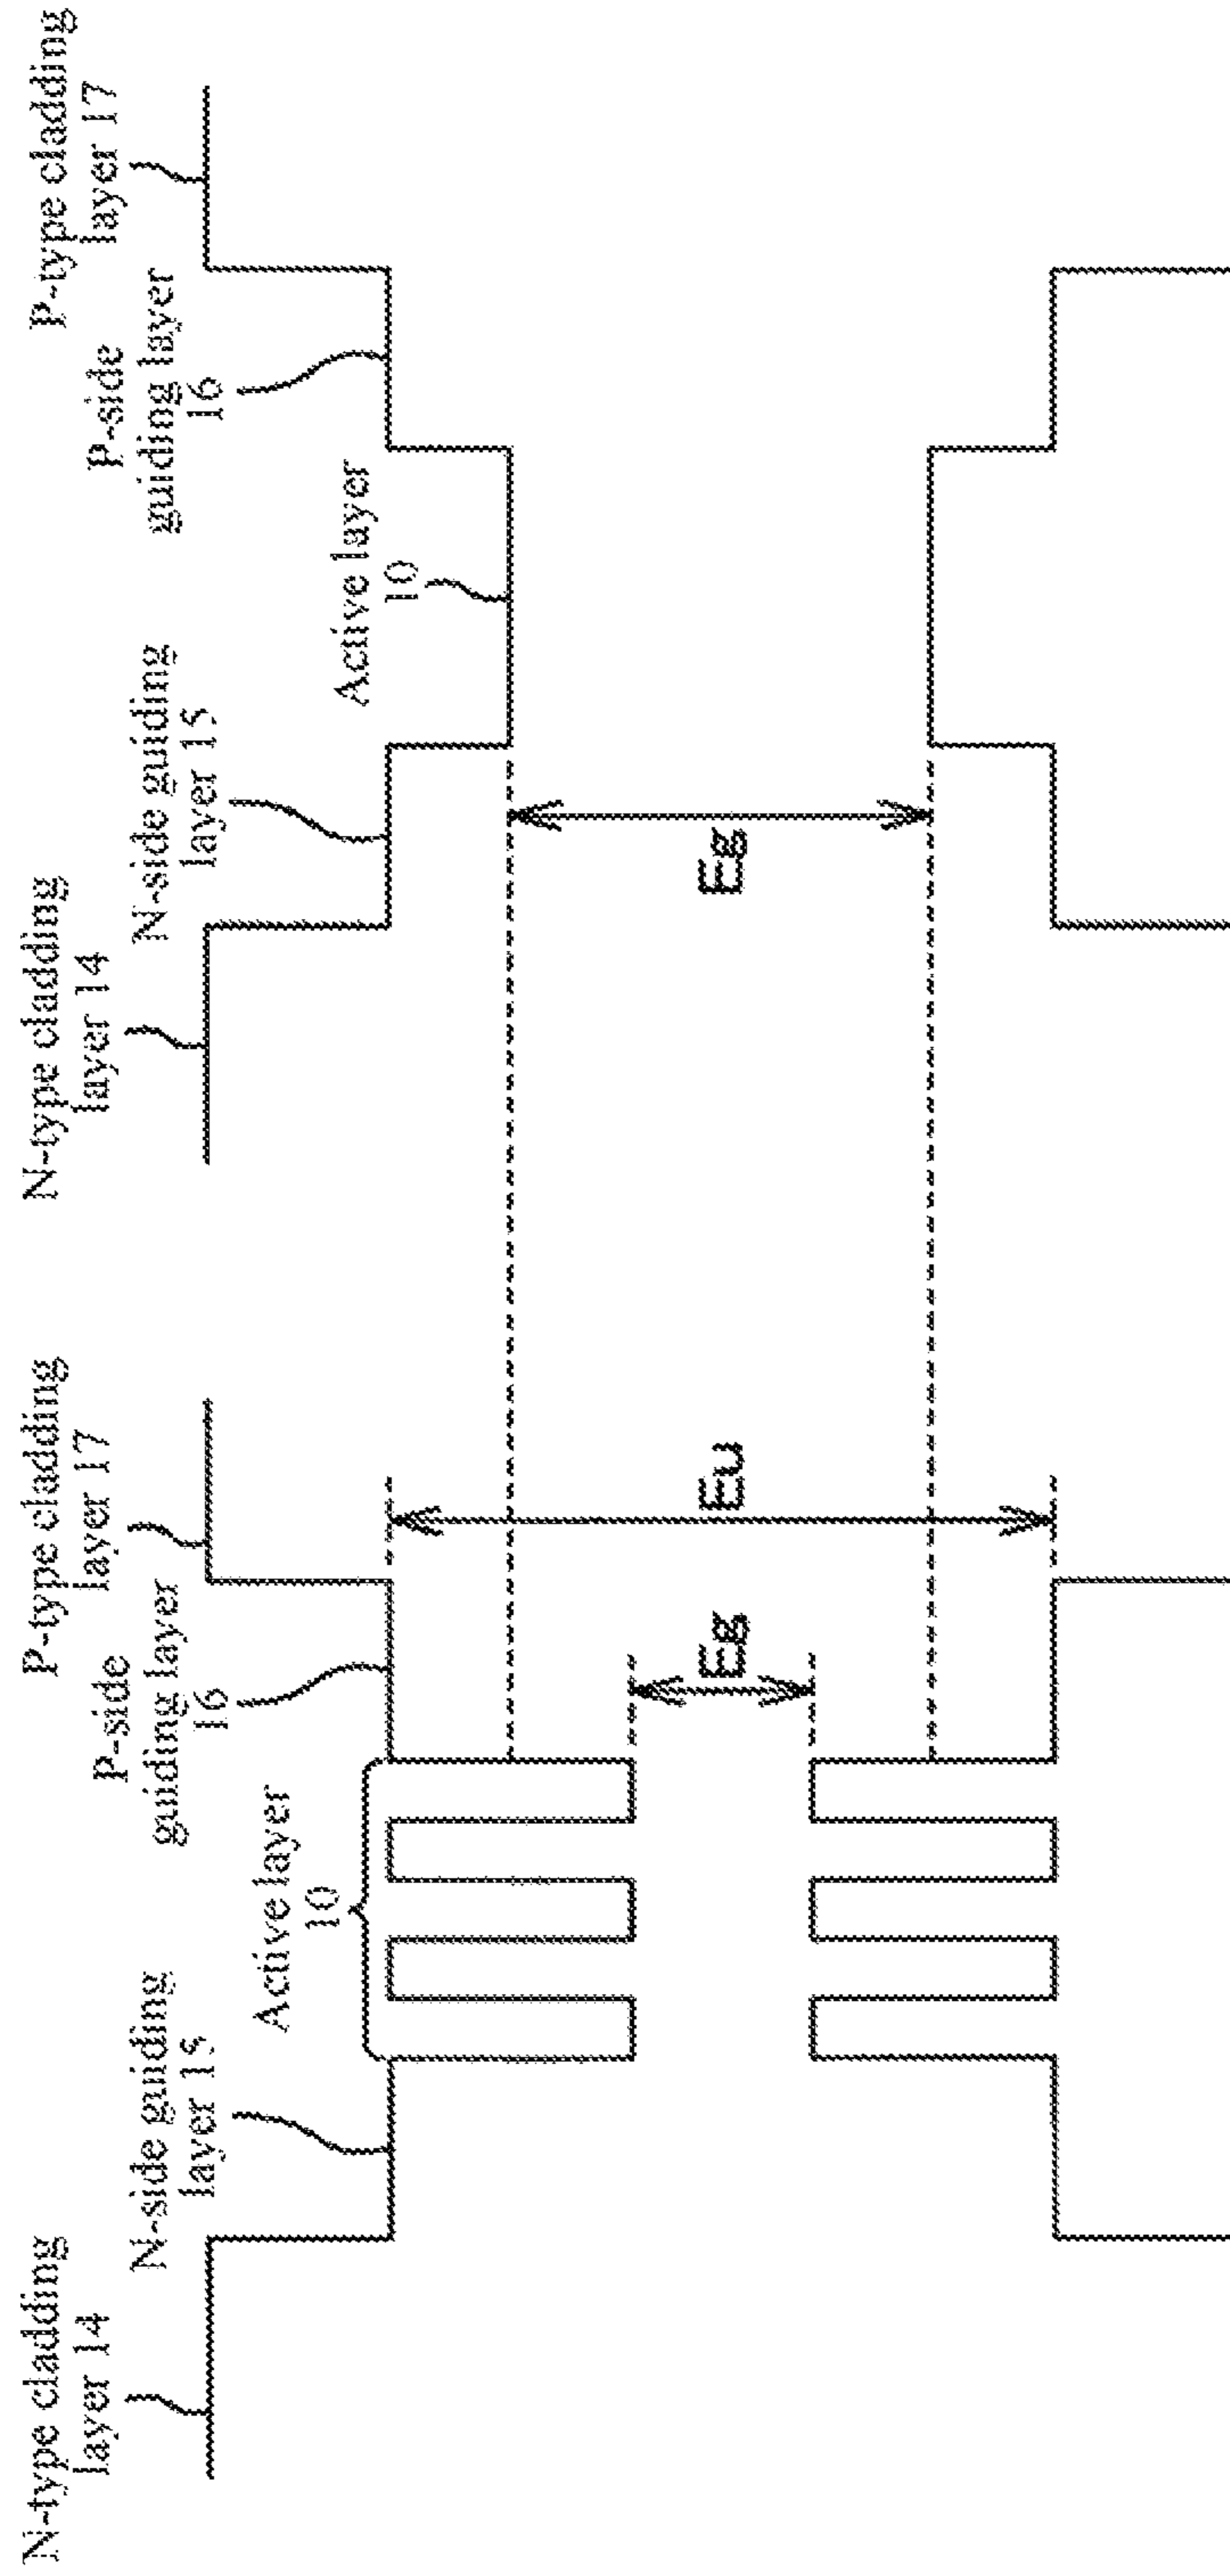 N-type cladding
layer 14
N-side guiding
layer 15
Active layer
10
P-side
guiding layer
16
P-type cladding
layer 17
Eg
Eu
N-type cladding
layer 14
N-side guiding
layer 15
Active layer
10
P-side
guiding layer
16
P-type cladding
layer 17
Eg